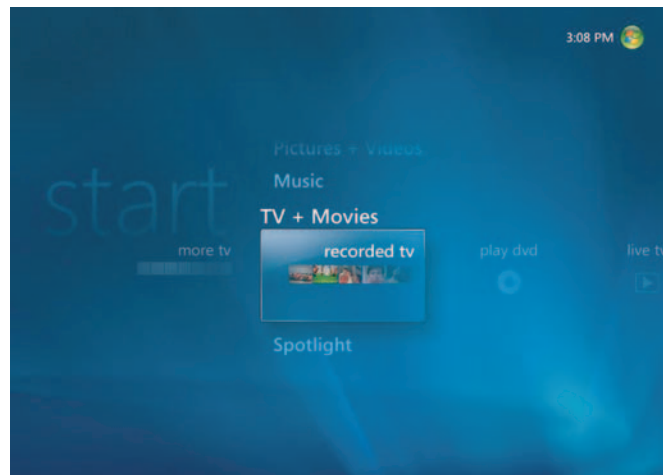 3:08 PM
Pictures + Videos
start
Music
TV + Movies
more tv
recorded tv
play dvd
live tv
Spotlight